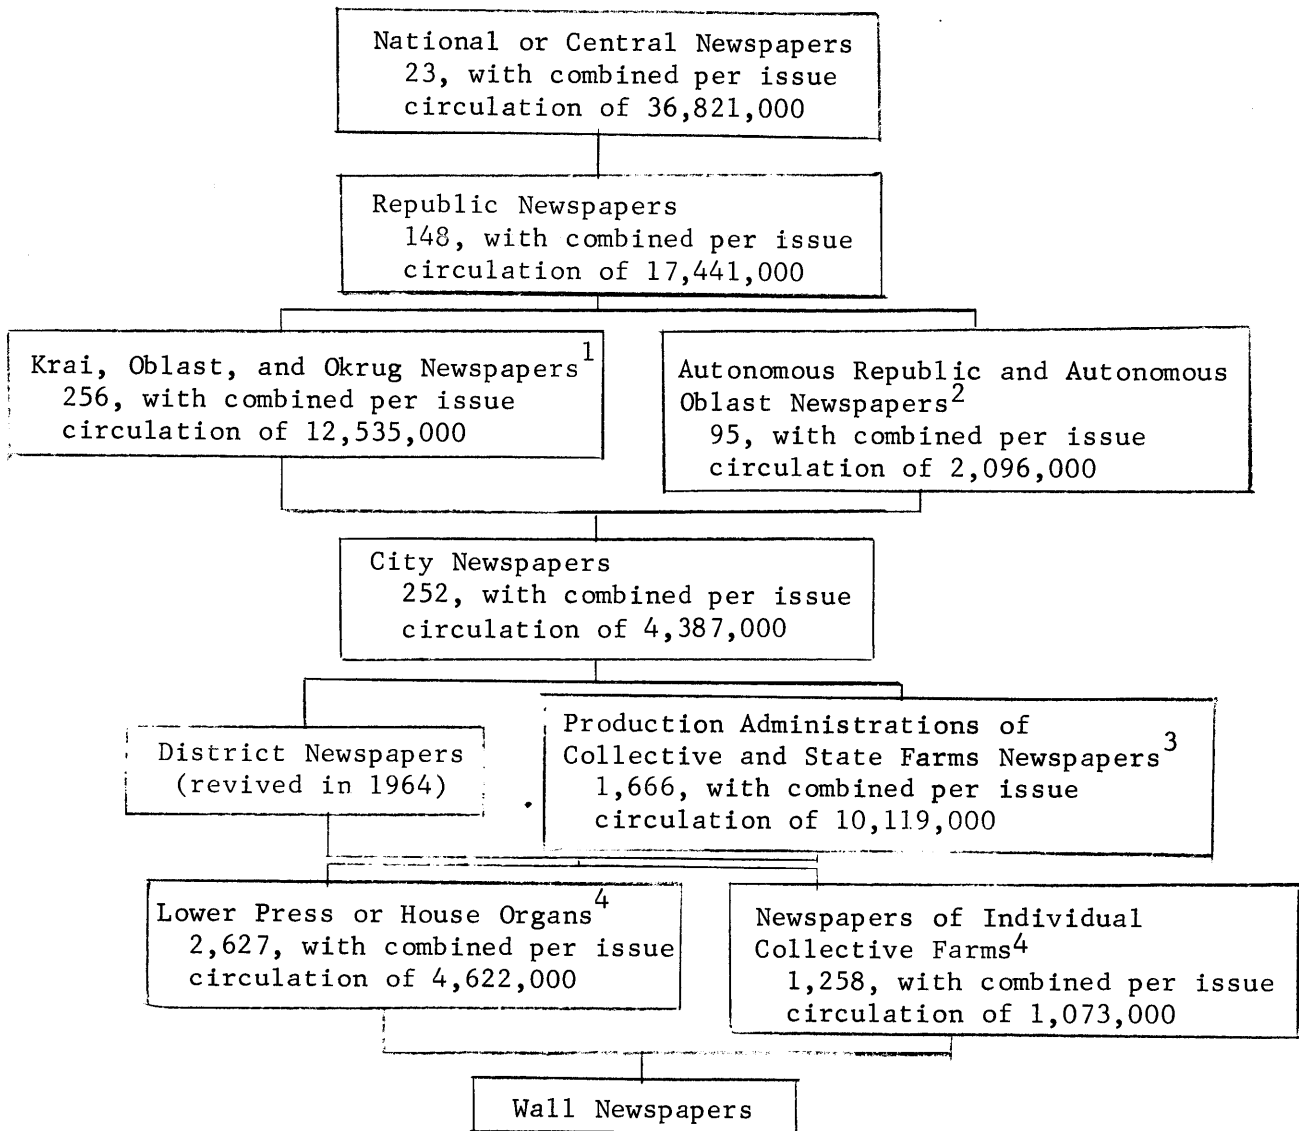 National or Central Newspapers
23, with combined per issue
circulation of 36,821,000
Republic Newspapers
148, with combined per issue
circulation of 17,441,000
Krai, Oblast, and Okrug Newspapers1
256, with combined per issue
circulation of 12,535,000
Autonomous Republic and Autonomous
Oblast Newspapers2
95, with combined per issue
circulation of 2,096,000
City Newspapers
252, with combined per issue
circulation of 4,387,000
District Newspapers
(revived in 1964)
Production Administrations of
Collective and State Farms Newspapers3
1,666, with combined per issue
circulation of 10,119,000
Lower Press or House Organs4
2,627, with combined per issue
circulation of 4,622,000
Newspapers of Individual
Collective Farms4
1,258, with combined per issue
circulation of 1,073,000
Wall Newspapers